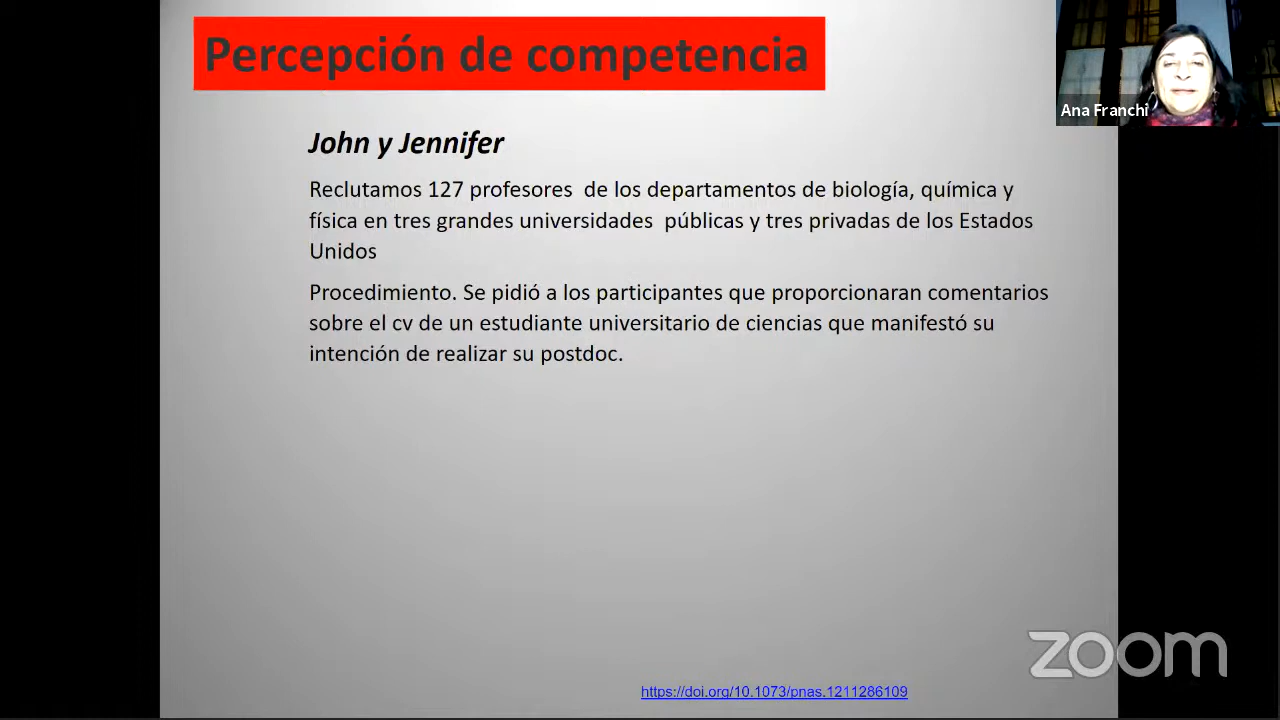 Percepción de competencia
Ana Franchi
John y Jennifer
Reclutamos 127 profesores de los departamentos de biología, química y
física en tres grandes universidades públicas y tres privadas de los Estados
Unidos
Procedimiento. Se pidió a los participantes que proporcionaran comentarios
sobre el cv de un estudiante universitario de ciencias que manifestó su
intención de realizar su postdoc.
zoom
https://doi.org/10.1073/pnas.1211286109